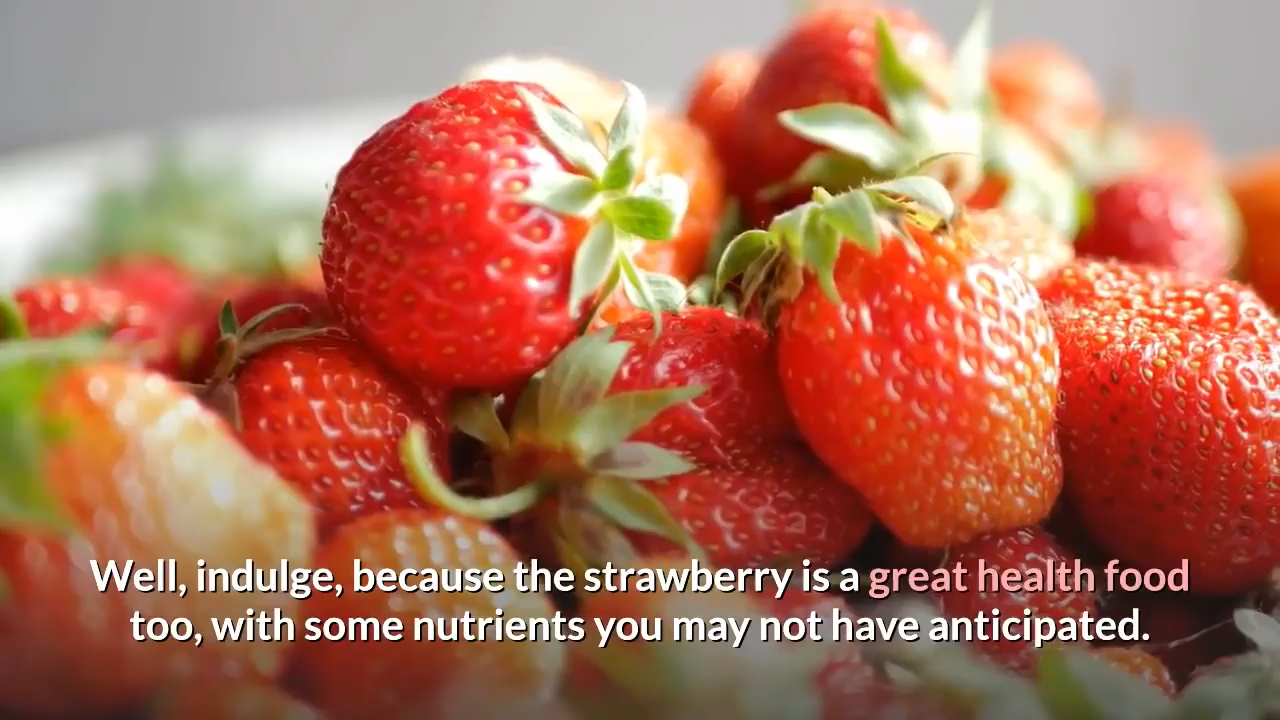 Well, indulge, because the strawberry is a great health food
too, with some nutrients you may not have anticipated.